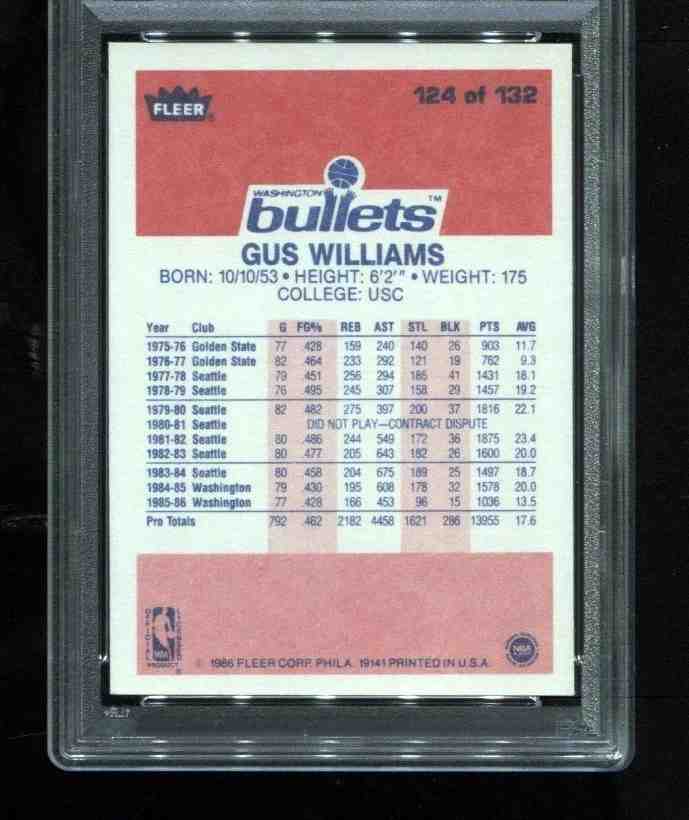 FLEER®
124 of 132
WASHINGTON
bullets™
GUS WILLIAMS
BORN: 10/10/53 • HEIGHT: 6'2'" • WEIGHT: 175
COLLEGE: USC
Year Club G FG% REB AST STL BLK PTS AVG
1975-76 Golden State 77 .428 159 240 140 26 903 11.7
1976-77 Golden State 82 .464 233 292 121 19 762 9.3
1977-78 Seattle 79 .451 256 294 185 41 1431 18.1
1978-79 Seattle 76 .495 245 307 158 29 1457 19.2
1979-80 Seattle 82 .482 275 397 200 37 1816 22.1
1980-81 Seattle DID NOT PLAY—CONTRACT DISPUTE
1981-82 Seattle 80 .486 244 549 172 36 1875 23.4
1982-83 Seattle 80 .477 205 643 182 26 1600 20.0
1983-84 Seattle 80 .458 204 675 189 25 1497 18.7
1984-85 Washington 79 .430 195 608 178 32 1578 20.0
1985-86 Washington 77 .428 166 453 96 15 1036 13.5
Pro Totals 792 .462 2182 4458 1621 286 13955 17.6
OFFICIAL
NBA
LICENSED
PRODUCT ®
© 1986 FLEER CORP. PHILA. 19141 PRINTED IN U.S.A.
NBA